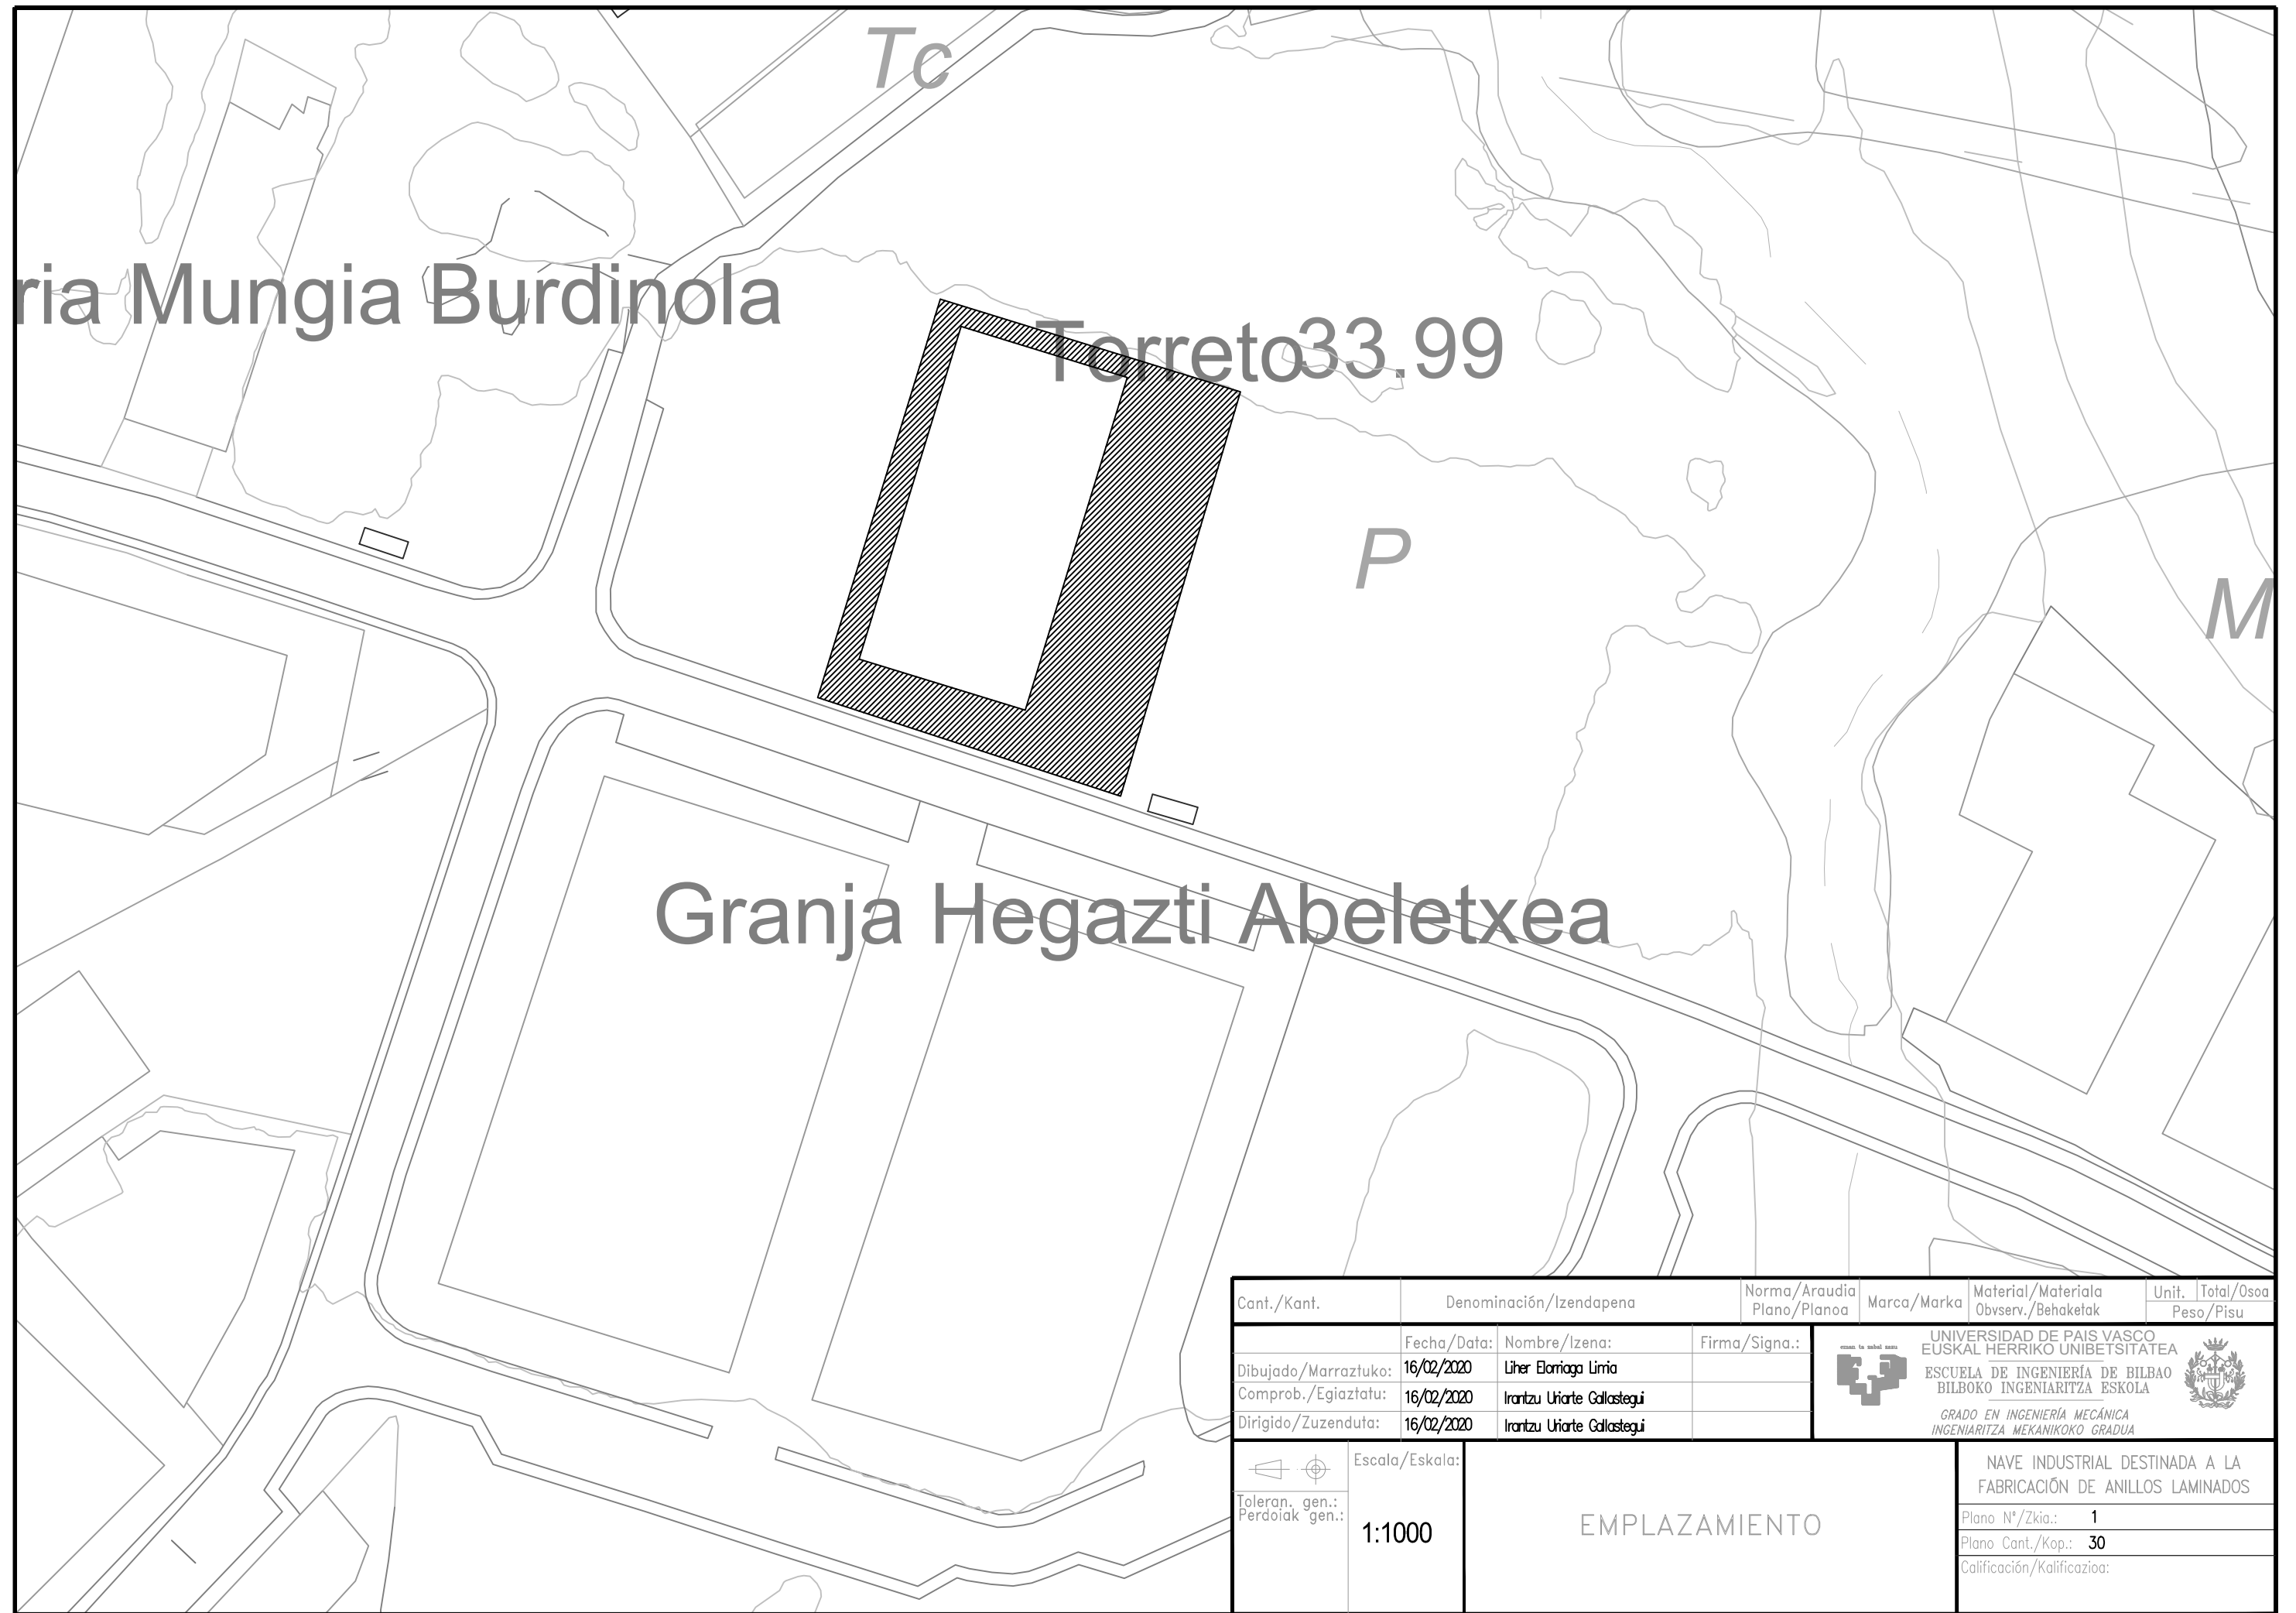 Tc
ria Mungia Burdinola
Torreto33.99
P
M
Granja Hegazti Abeletxea
Cant./Kant.
Denominación/Izendapena
Norma/Araudia
Plano/Planoa
Marca/Marka
Material/Materiala
Obvserv./Behaketak
Unit.
Total/Osoa
Peso/Pisu
Fecha/Data:
Nombre/Izena:
Firma/Signa.:
Dibujado/Marraztuko:
16/02/2020
Liher Elorriaga Limia
Comprob./Egiaztatu:
16/02/2020
Irantzu Uriarte Gallastegui
Dirigido/Zuzenduta:
16/02/2020
Irantzu Uriarte Gallastegui
eman ta zabal zazu
UNIVERSIDAD DE PAIS VASCO
EUSKAL HERRIKO UNIBETSITATEA
ESCUELA DE INGENIERÍA DE BILBAO
BILBOKO INGENIARITZA ESKOLA
GRADO EN INGENIERÍA MECÁNICA
INGENIARITZA MEKANIKOKO GRADUA
Toleran. gen.:
Perdoiak gen.:
Escala/Eskala:
1:1000
EMPLAZAMIENTO
NAVE INDUSTRIAL DESTINADA A LA
FABRICACIÓN DE ANILLOS LAMINADOS
Plano Nº/Zkia.: 1
Plano Cant./Kop.: 30
Calificación/Kalifikazioa: